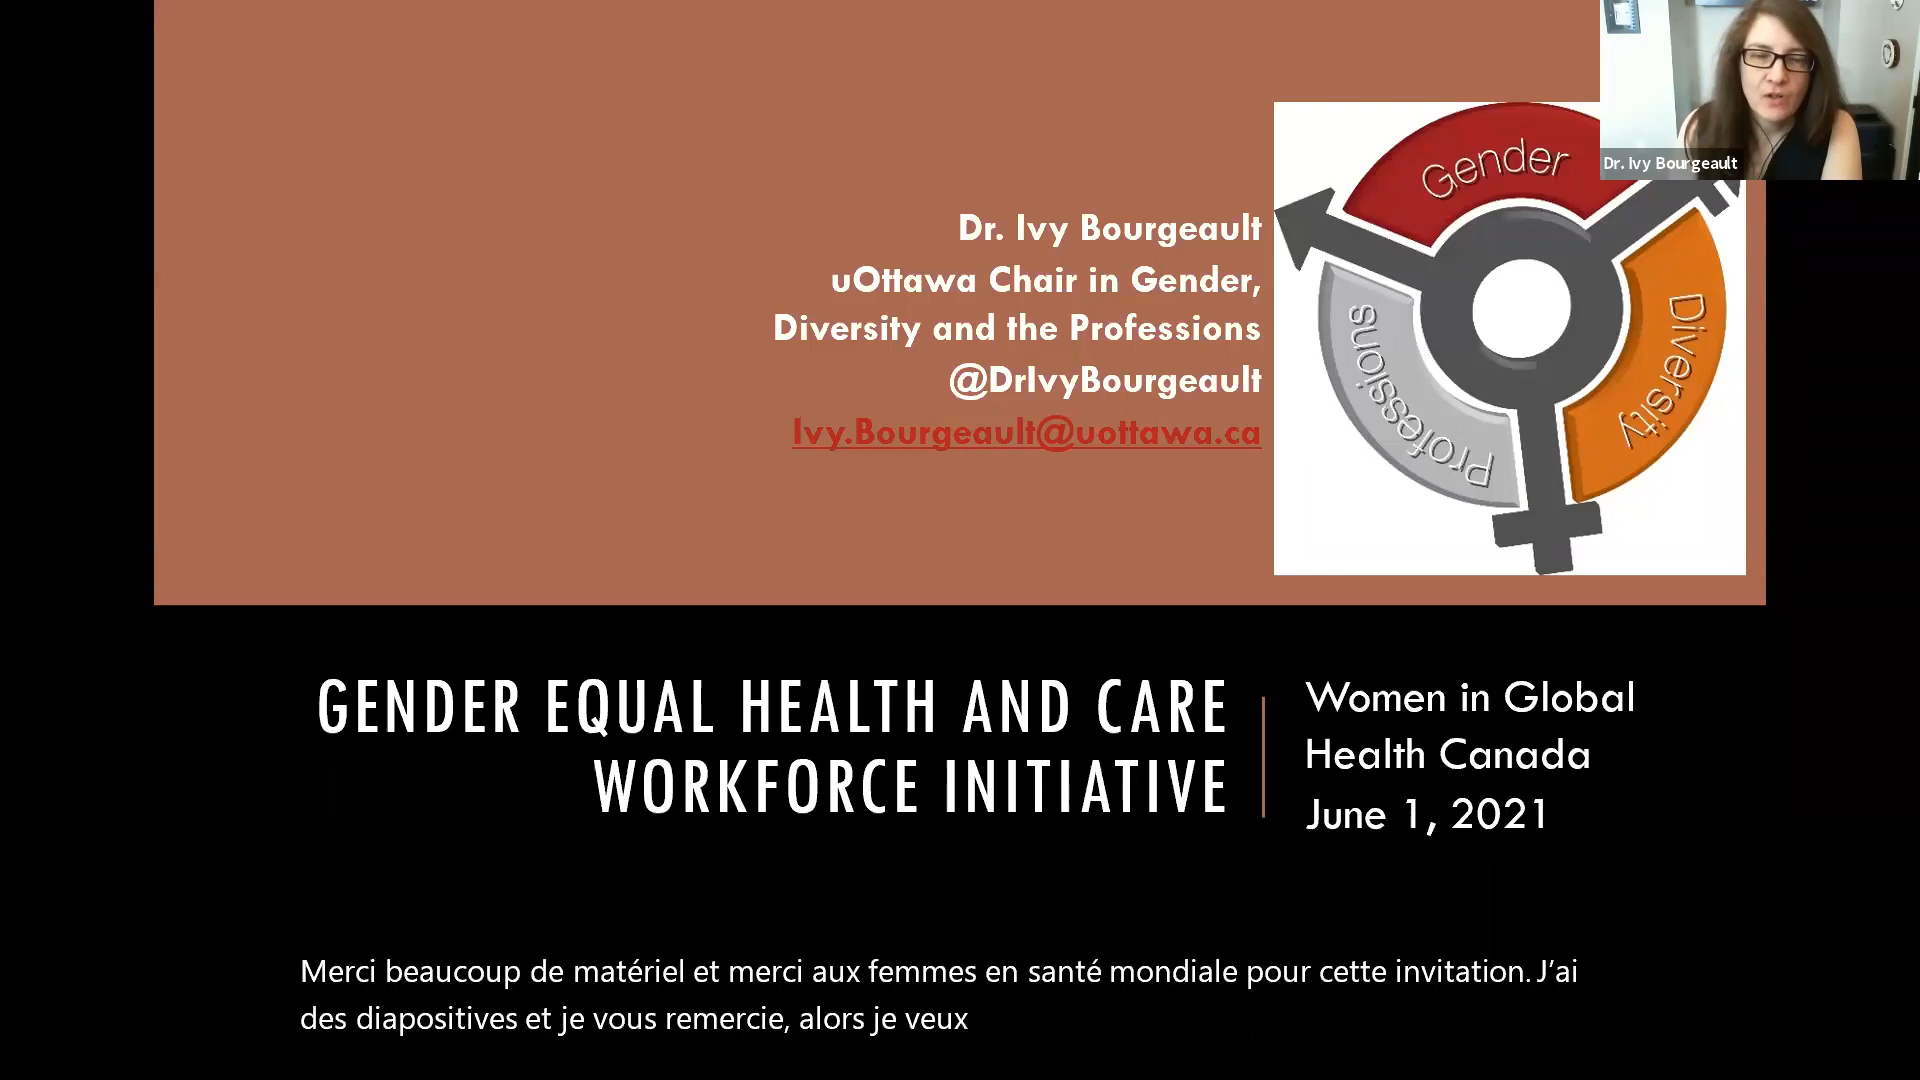 Dr. Ivy Bourgeault
Dr. Ivy Bourgeault
uOttawa Chair in Gender,
Diversity and the Professions
@DrIvyBourgeault
Ivy.Bourgeault@uottawa.ca
Gender
Diversity
Professions
GENDER EQUAL HEALTH AND CARE
WORKFORCE INITIATIVE
Women in Global
Health Canada
June 1, 2021
Merci beaucoup de matériel et merci aux femmes en santé mondiale pour cette invitation. J’ai
des diapositives et je vous remercie, alors je veux